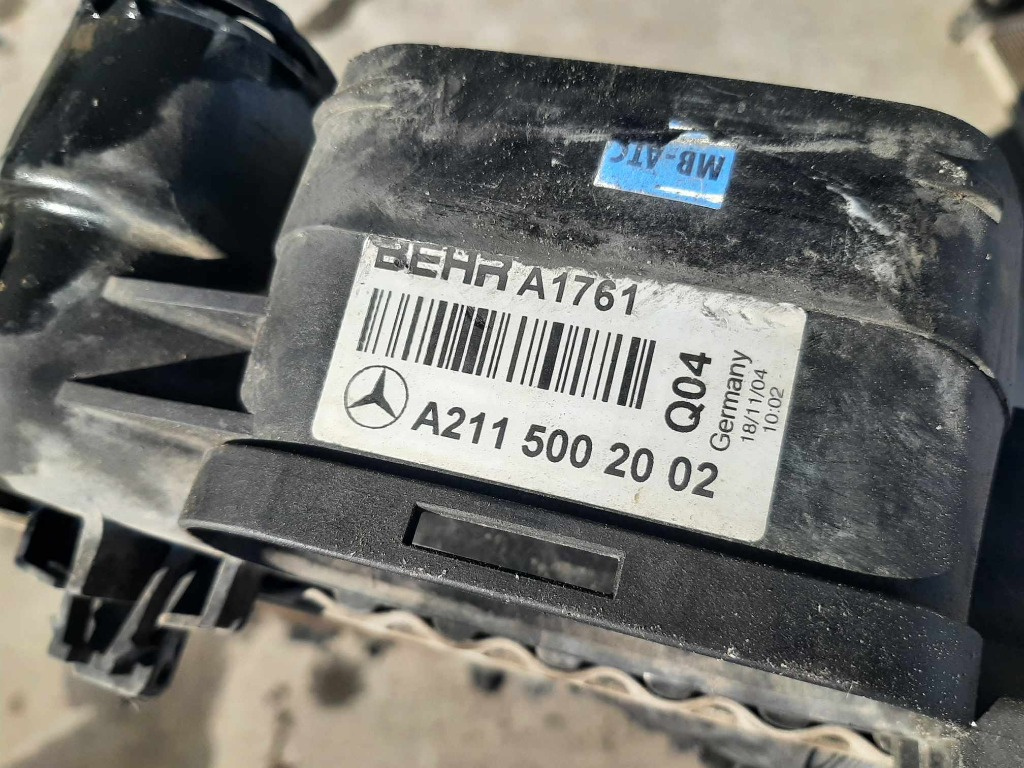 MB-ATC
BEHR A1761
Q04
Germany
18/11/04
10:02
A211 500 20 02